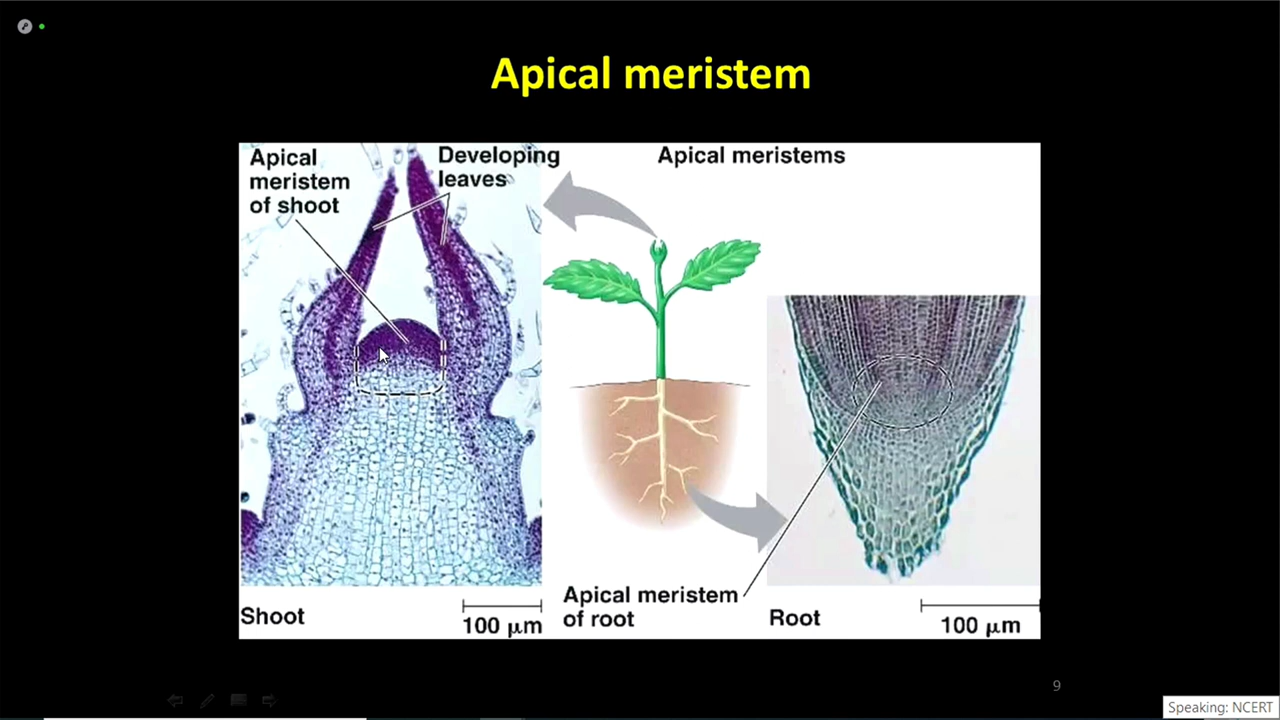 Apical meristem
Apical
meristem
of shoot
Developing
leaves
Apical meristems
Apical meristem
of root
Shoot
100 μm
Root
100 μm
9
Speaking: NCERT